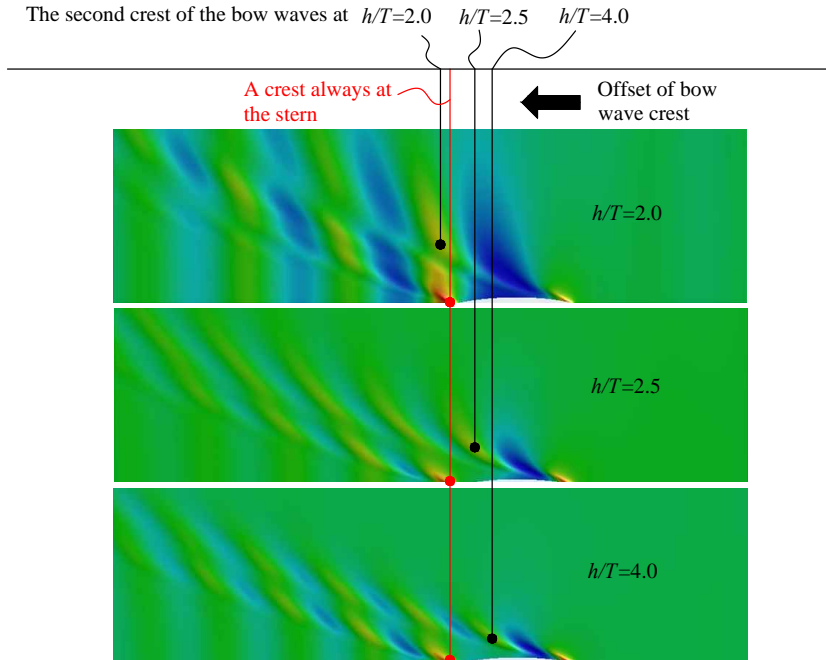 The second crest of the bow waves at h/T=2.0 h/T=2.5 h/T=4.0
A crest always at
the stern
Offset of bow
wave crest
h/T=2.0
h/T=2.5
h/T=4.0